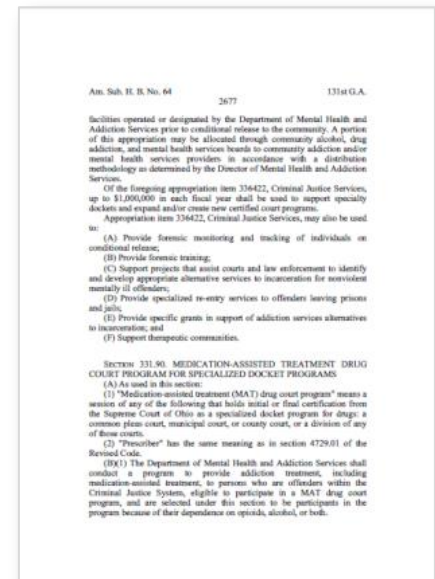 Am. Sub. H. B. No. 64 131st G.A.
2677
facilities operated or designated by the Department of Mental Health and
Addiction Services prior to conditional release to the community. A portion
of this appropriation may be allocated through community alcohol, drug
addiction, and mental health services boards to community addiction and/or
mental health services providers in accordance with a distribution
methodology as determined by the Director of Mental Health and Addiction
Services.
Of the foregoing appropriation item 336422, Criminal Justice Services,
up to $1,000,000 in each fiscal year shall be used to support specialty
dockets and expand and/or create new certified court programs.
Appropriation item 336422, Criminal Justice Services, may also be used
to:
(A) Provide forensic monitoring and tracking of individuals on
conditional release;
(B) Provide forensic training;
(C) Support projects that assist courts and law enforcement to identify
and develop appropriate alternative services to incarceration for nonviolent
mentally ill offenders;
(D) Provide specialized re-entry services to offenders leaving prisons
and jails;
(E) Provide specific grants in support of addiction services alternatives
to incarceration; and
(F) Support therapeutic communities.
SECTION 331.90. MEDICATION-ASSISTED TREATMENT DRUG
COURT PROGRAM FOR SPECIALIZED DOCKET PROGRAMS
(A) As used in this section:
(1) "Medication-assisted treatment (MAT) drug court program" means a
session of any of the following that holds initial or final certification from
the Supreme Court of Ohio as a specialized docket program for drugs: a
common pleas court, municipal court, or county court, or a division of any
of those courts.
(2) "Prescriber" has the same meaning as in section 4729.01 of the
Revised Code.
(B)(1) The Department of Mental Health and Addiction Services shall
conduct a program to provide addiction treatment, including
medication-assisted treatment, to persons who are offenders within the
Criminal Justice System, eligible to participate in a MAT drug court
program, and are selected under this section to be participants in the
program because of their dependence on opioids, alcohol, or both.